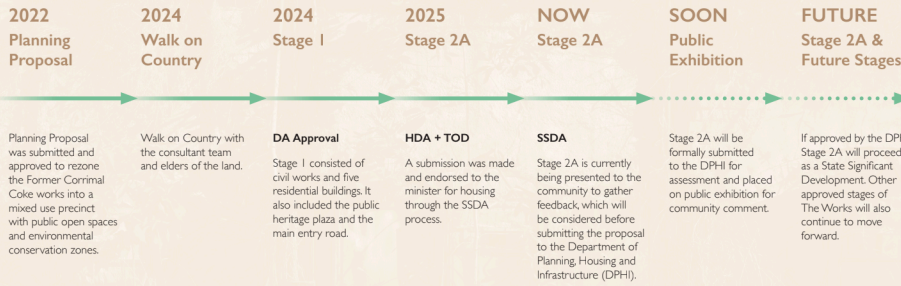 2022
Planning
Proposal
Planning Proposal
was submitted and
approved to rezone
the Former Corrimal
Coke works into a
mixed use precinct
with public open spaces
and environmental
conservation zones.
2024
Walk on
Country
Walk on Country with
the consultant team
and elders of the land.
2024
Stage 1
DA Approval
Stage 1 consisted of
civil works and five
residential buildings. It
also included the public
heritage plaza and the
main entry road.
2025
Stage 2A
HDA + TOD
A submission was made
and endorsed to the
minister for housing
through the SSDA
process.
NOW
Stage 2A
SSDA
Stage 2A is currently
being presented to the
community to gather
feedback, which will
be considered before
submitting the proposal
to the Department of
Planning, Housing and
Infrastructure (DPHI).
SOON
Public
Exhibition
Stage 2A will be
formally submitted
to the DPHI for
assessment and placed
on public exhibition for
community comment.
FUTURE
Stage 2A &
Future Stages
If approved by the DPHI
Stage 2A will proceed
as a State Significant
Development. Other
approved stages of
The Works will also
continue to move
forward.